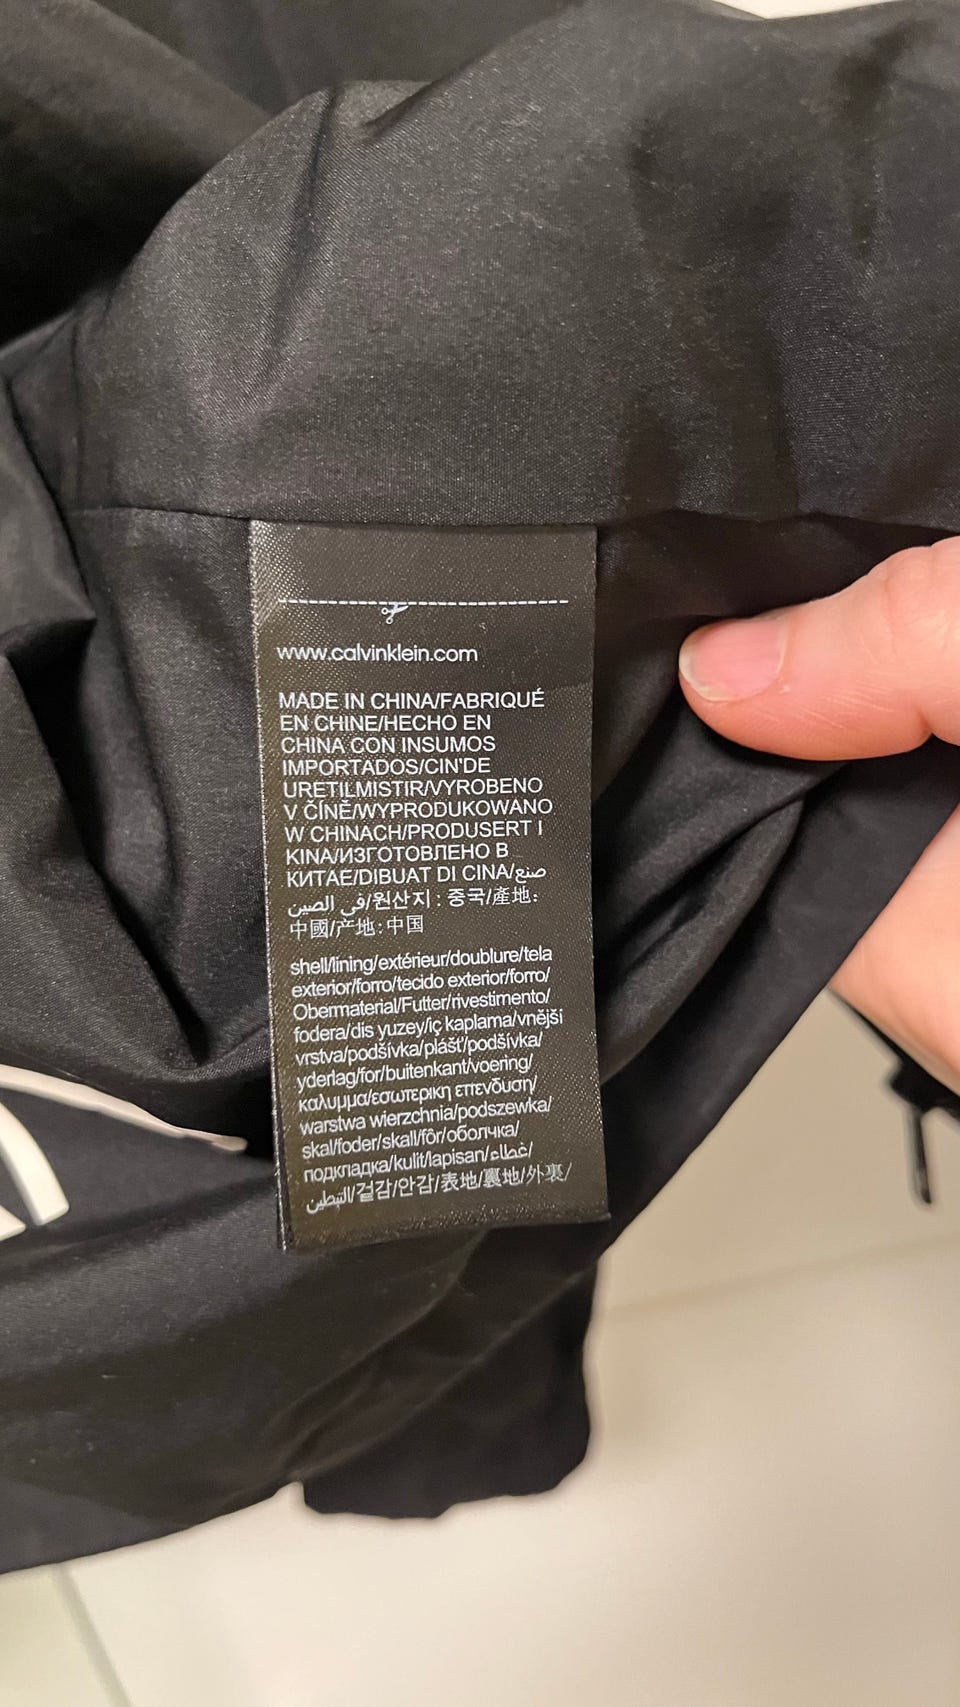 www.calvinklein.com
MADE IN CHINA/FABRIQUÉ
EN CHINE/HECHO EN
CHINA CON INSUMOS
IMPORTADOS/CIN'DE
URETILMISTIR/VYROBENO
V ČÍNĚ/WYPRODUKOWANO
W CHINACH/PRODUSERT I
KINA/ИЗГОТОВЛЕНО В
КИТАЕ/DIBUAT DI CINA/صنع
في الصين/원산지 : 중국/產地:
中國/产地: 中国
shell/lining/extérieur/doublure/tela
exterior/forro/tecido exterior/forro/
Obermaterial/Futter/rivestimento/
fodera/dis yuzey/iç kaplama/vnější
vrstva/podšívka/plášť/podšívka/
yderlag/for/buitenkant/voering/
καλυμμα/εσωτερικη επενδυση/
warstwa wierzchnia/podszewka/
skal/foder/skall/fôr/оболчка/
подкладка/kulit/lapisan/غطاء/
التبطين/겉감/안감/表地/裏地/外裏/